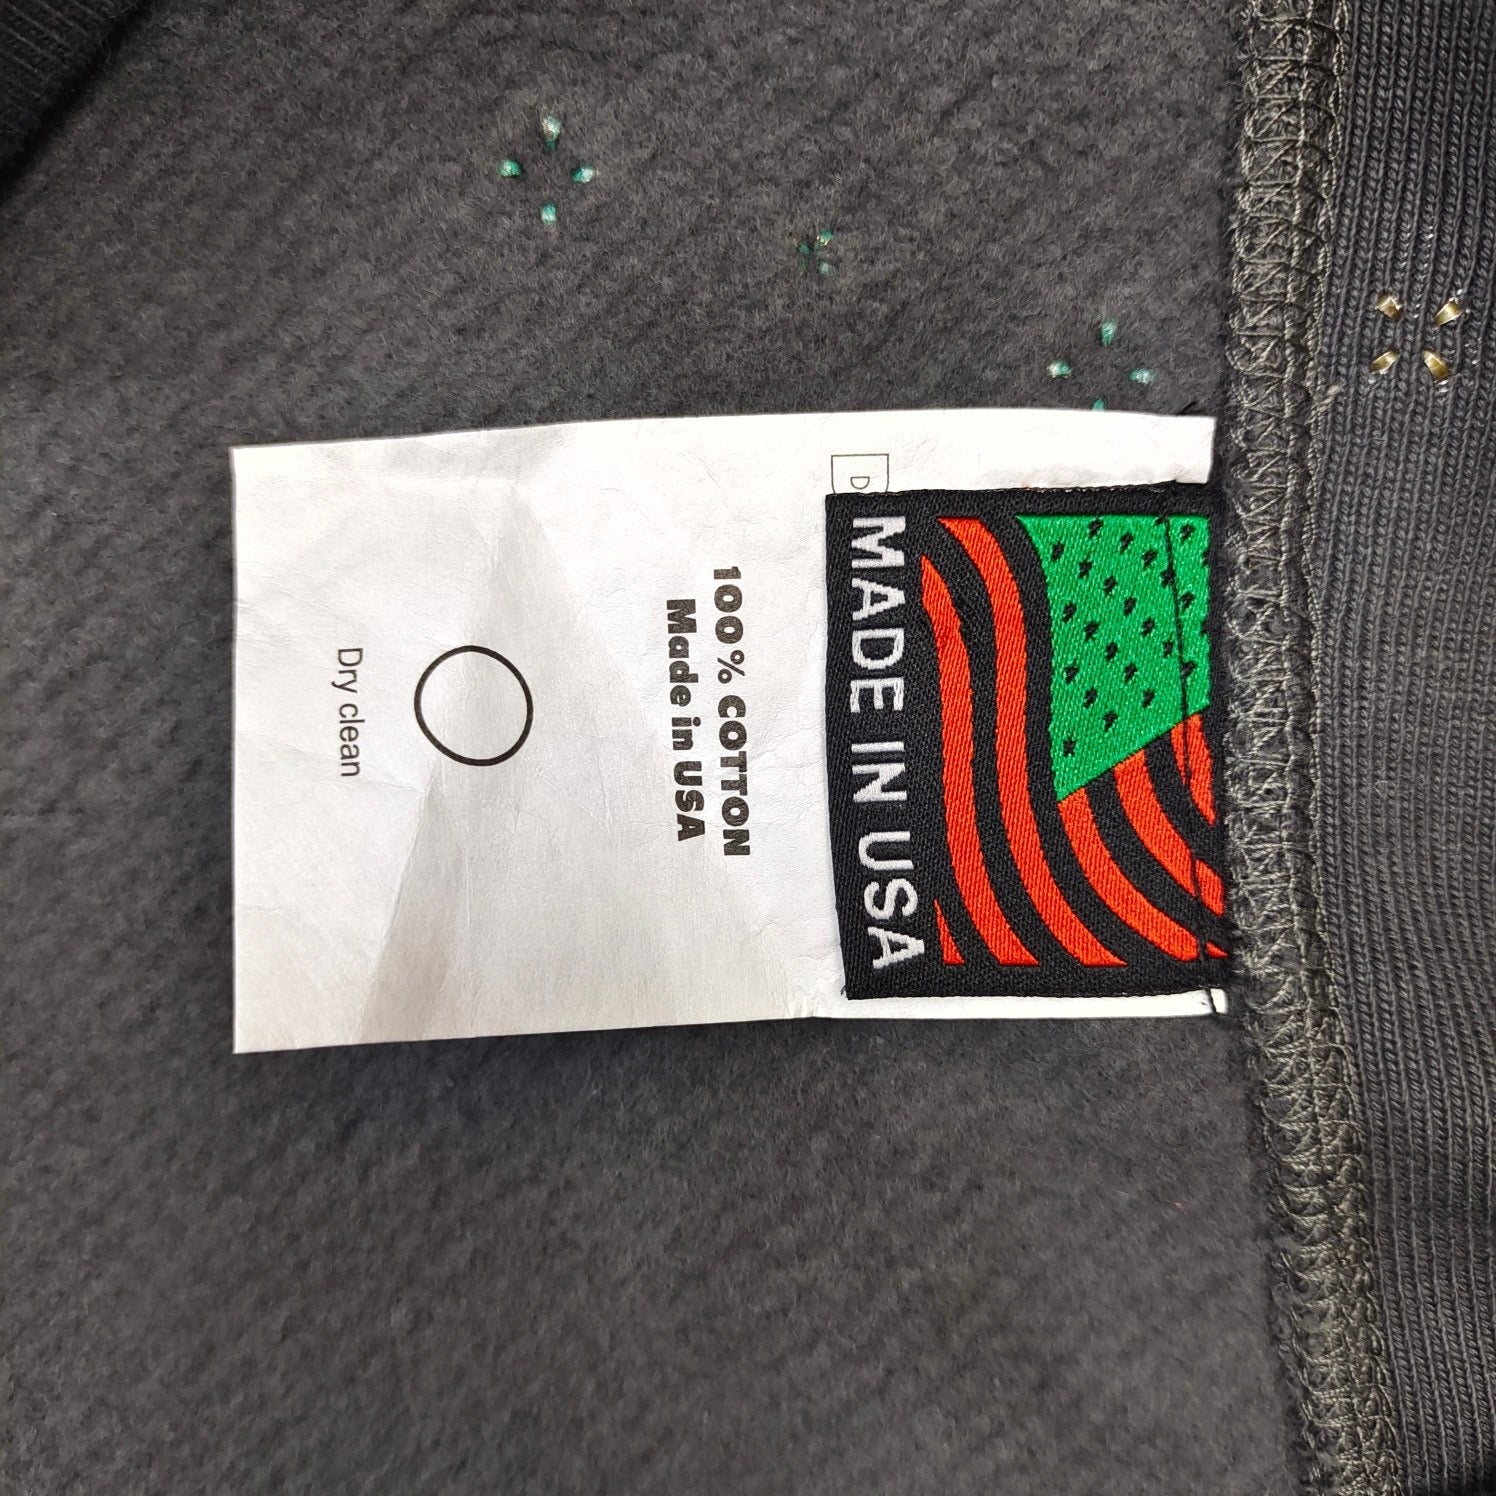 MADE IN USA
100% COTTON
Made in USA
Dry clean